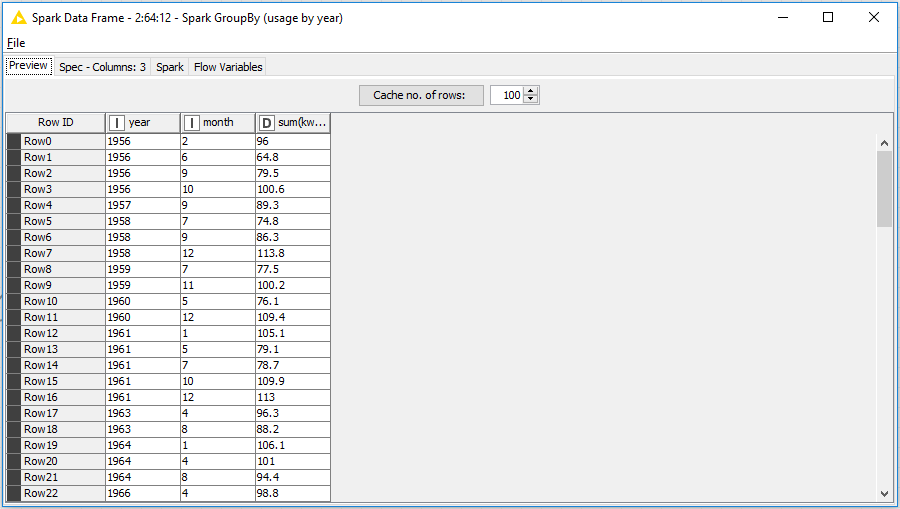 Spark Data Frame - 2:64:12 - Spark GroupBy (usage by year)
File
Preview Spec - Columns: 3 Spark Flow Variables
Cache no. of rows: 100
Row ID I year I month D sum(kw...
Row0 1956 2 96
Row1 1956 6 64.8
Row2 1956 9 79.5
Row3 1956 10 100.6
Row4 1957 9 89.3
Row5 1958 7 74.8
Row6 1958 9 86.3
Row7 1958 12 113.8
Row8 1959 7 77.5
Row9 1959 11 100.2
Row10 1960 5 76.1
Row11 1960 12 109.4
Row12 1961 1 105.1
Row13 1961 5 79.1
Row14 1961 7 78.7
Row15 1961 10 109.9
Row16 1961 12 113
Row17 1963 4 96.3
Row18 1963 8 88.2
Row19 1964 1 106.1
Row20 1964 4 101
Row21 1964 8 94.4
Row22 1966 4 98.8